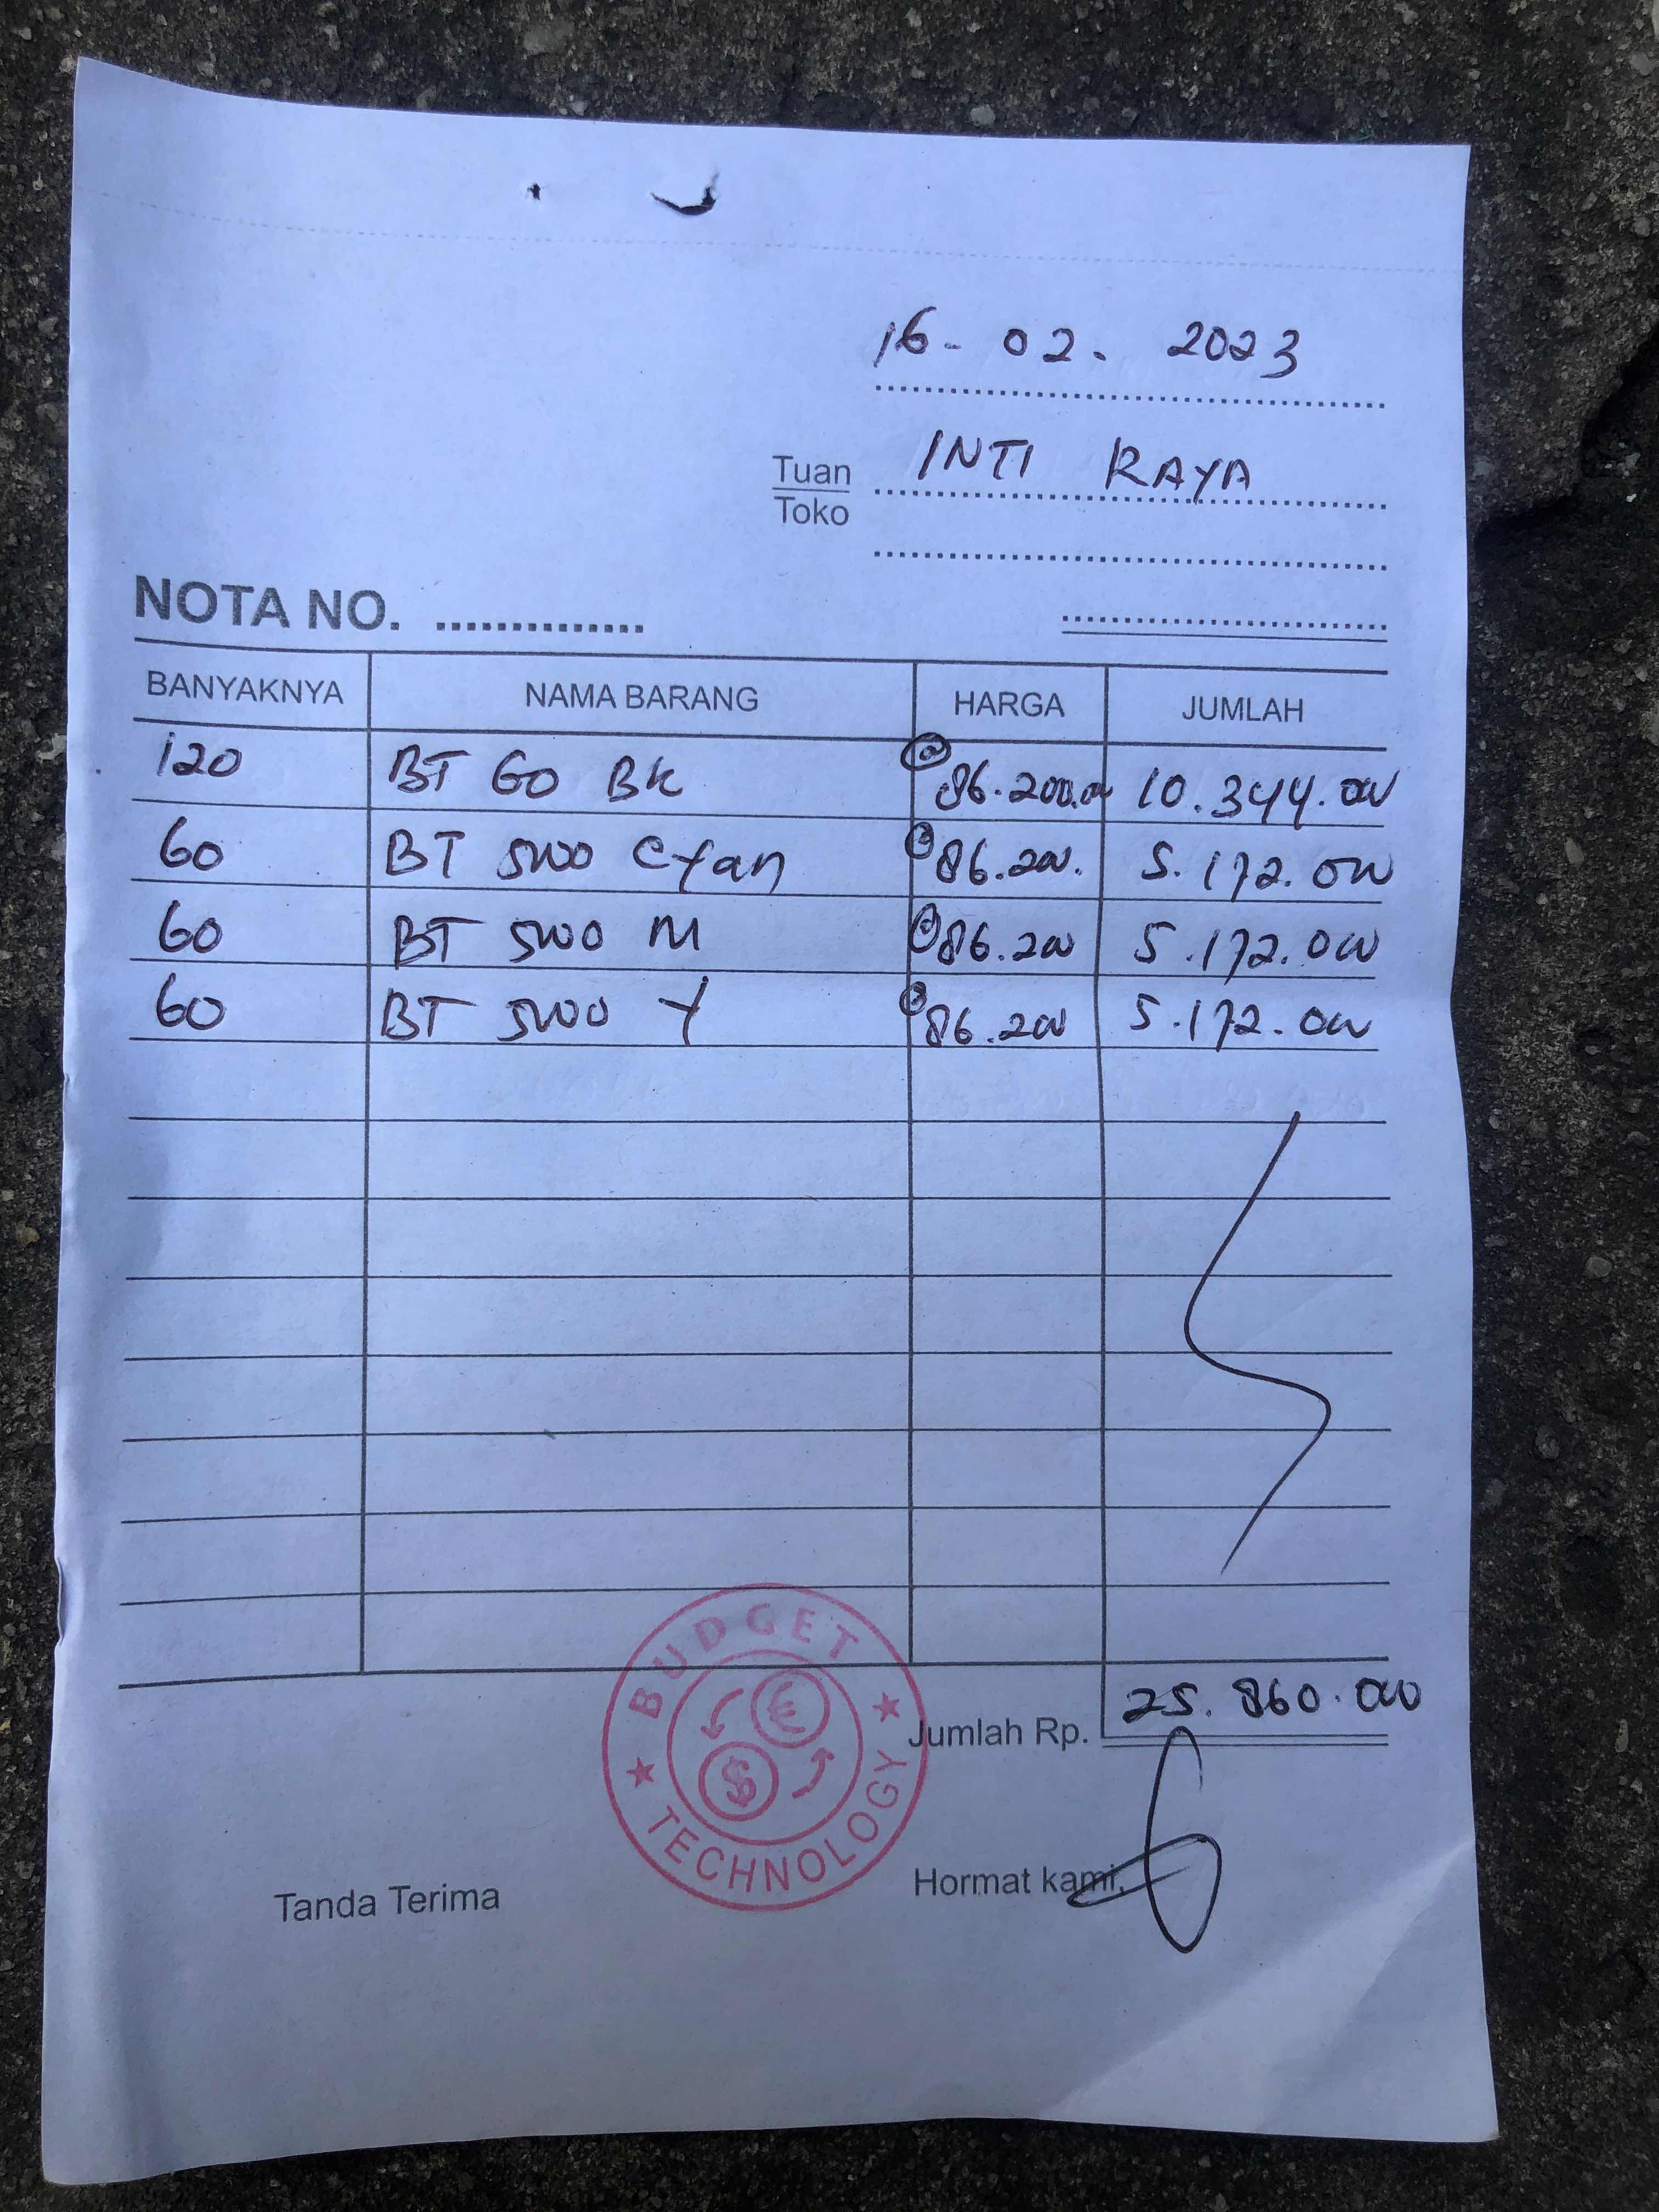 16- 02. 2023
Tuan INTI RAYA
Toko
NOTA NO. ..............
BANYAKNYA NAMA BARANG HARGA JUMLAH
120 BT 60 BK @ 86.200.00 10.344.000
60 BT 5000 Cyan @ 86.200. 5.172.000
60 BT 5000 M @ 86.200 5.172.000
60 BT 5000 Y @ 86.200 5.172.000
Jumlah Rp. 25.860.000
BUDGET
€
$
TECHNOLOGY
Tanda Terima Hormat kami,